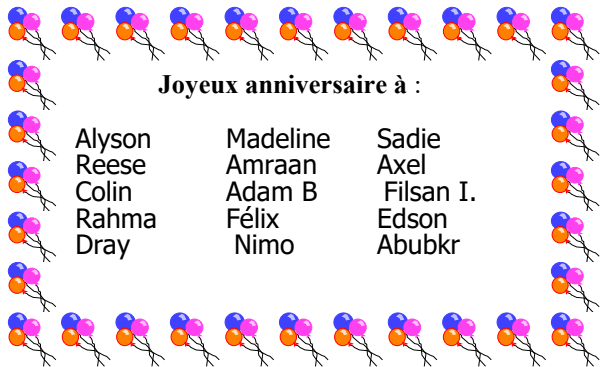 Joyeux anniversaire à :
Alyson Madeline Sadie
Reese Amraan Axel
Colin Adam B Filsan I.
Rahma Félix Edson
Dray Nimo Abubkr